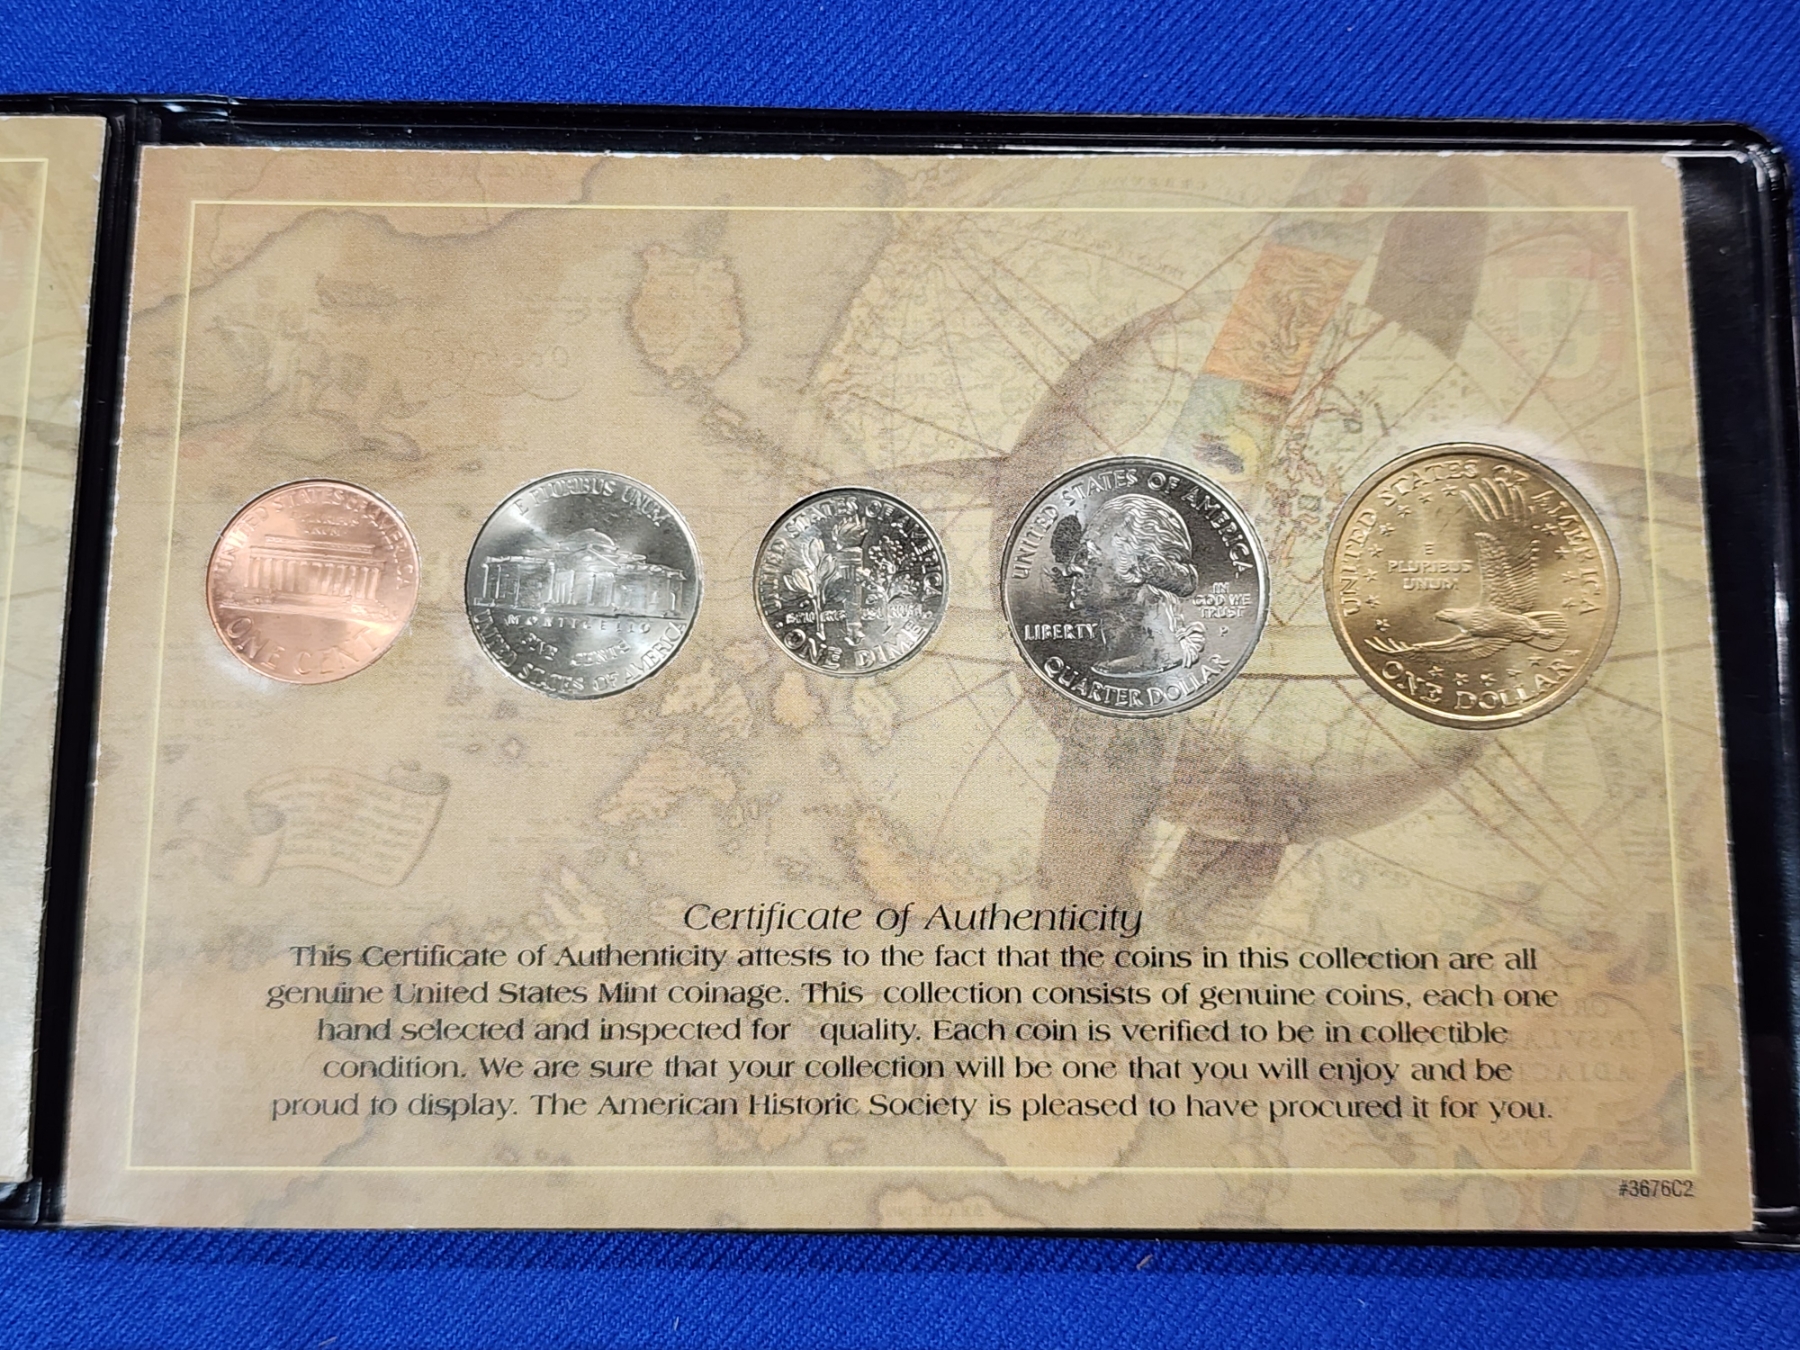 UNITED STATES OF AMERICA
ONE CENT
E PLURIBUS UNUM
MONTICELLO
FIVE CENTS
UNITED STATES OF AMERICA
UNITED STATES OF AMERICA
ONE DIME
UNITED STATES OF AMERICA
LIBERTY
IN
GOD WE
TRUST
P
QUARTER DOLLAR
UNITED STATES OF AMERICA
E
PLURIBUS
UNUM
ONE DOLLAR
Certificate of Authenticity
This Certificate of Authenticity attests to the fact that the coins in this collection are all
genuine United States Mint coinage. This collection consists of genuine coins, each one
hand selected and inspected for quality. Each coin is verified to be in collectible
condition. We are sure that your collection will be one that you will enjoy and be
proud to display. The American Historic Society is pleased to have procured it for you.
#3676C2